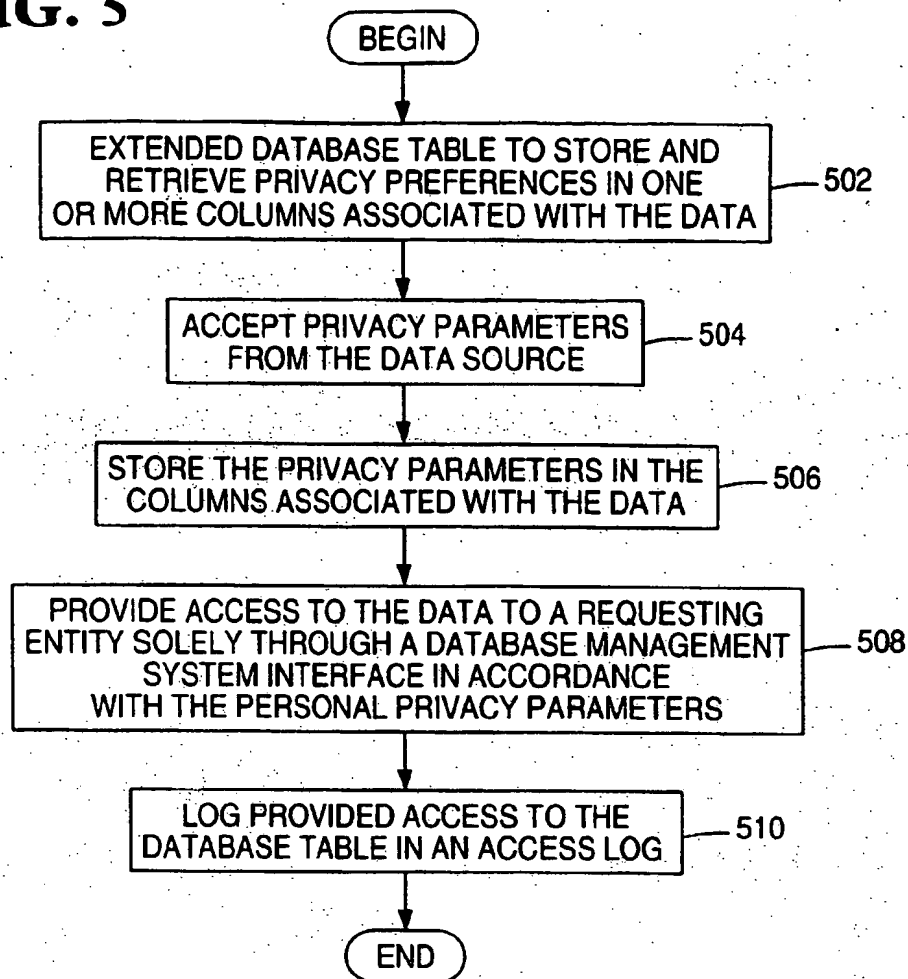 BEGIN
EXTENDED DATABASE TABLE TO STORE AND
RETRIEVE PRIVACY PREFERENCES IN ONE
OR MORE COLUMNS ASSOCIATED WITH THE DATA
502
ACCEPT PRIVACY PARAMETERS
FROM THE DATA SOURCE
504
STORE THE PRIVACY PARAMETERS IN THE
COLUMNS ASSOCIATED WITH THE DATA
506
PROVIDE ACCESS TO THE DATA TO A REQUESTING
ENTITY SOLELY THROUGH A DATABASE MANAGEMENT
SYSTEM INTERFACE IN ACCORDANCE
WITH THE PERSONAL PRIVACY PARAMETERS
508
LOG PROVIDED ACCESS TO THE
DATABASE TABLE IN AN ACCESS LOG
510
END